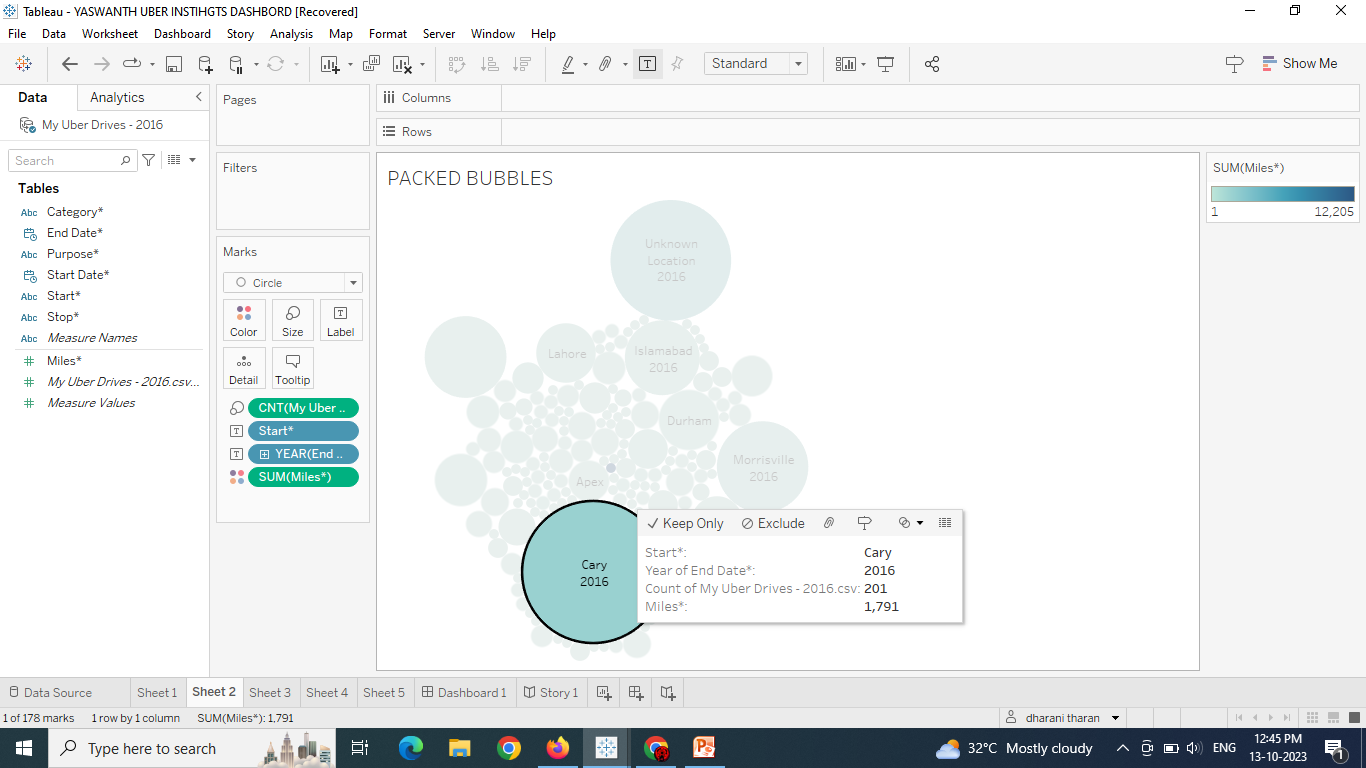 Tableau - YASWANTH UBER INSTIHGTS DASHBORD [Recovered]
File Data Worksheet Dashboard Story Analysis Map Format Server Window Help
Standard
Show Me
Data Analytics
My Uber Drives - 2016
Search
Tables
Abc Category*
End Date*
Abc Purpose*
Start Date*
Abc Start*
Abc Stop*
Abc Measure Names
Miles*
My Uber Drives - 2016.csv...
Measure Values
Pages
Filters
Marks
Circle
Color Size Label
Detail Tooltip
CNT(My Uber ..
Start*
YEAR(End ..
SUM(Miles*)
Columns
Rows
PACKED BUBBLES
Unknown
Location
2016
Lahore
Islamabad
2016
Durham
Morrisville
2016
Apex
Cary
2016
Keep Only Exclude
Start*: Cary
Year of End Date*: 2016
Count of My Uber Drives - 2016.csv: 201
Miles*: 1,791
SUM(Miles*)
1 12,205
Data Source Sheet 1 Sheet 2 Sheet 3 Sheet 4 Sheet 5 Dashboard 1 Story 1
1 of 178 marks 1 row by 1 column SUM(Miles*): 1,791
dharani tharan
Type here to search
32°C Mostly cloudy
ENG
12:45 PM
13-10-2023
1